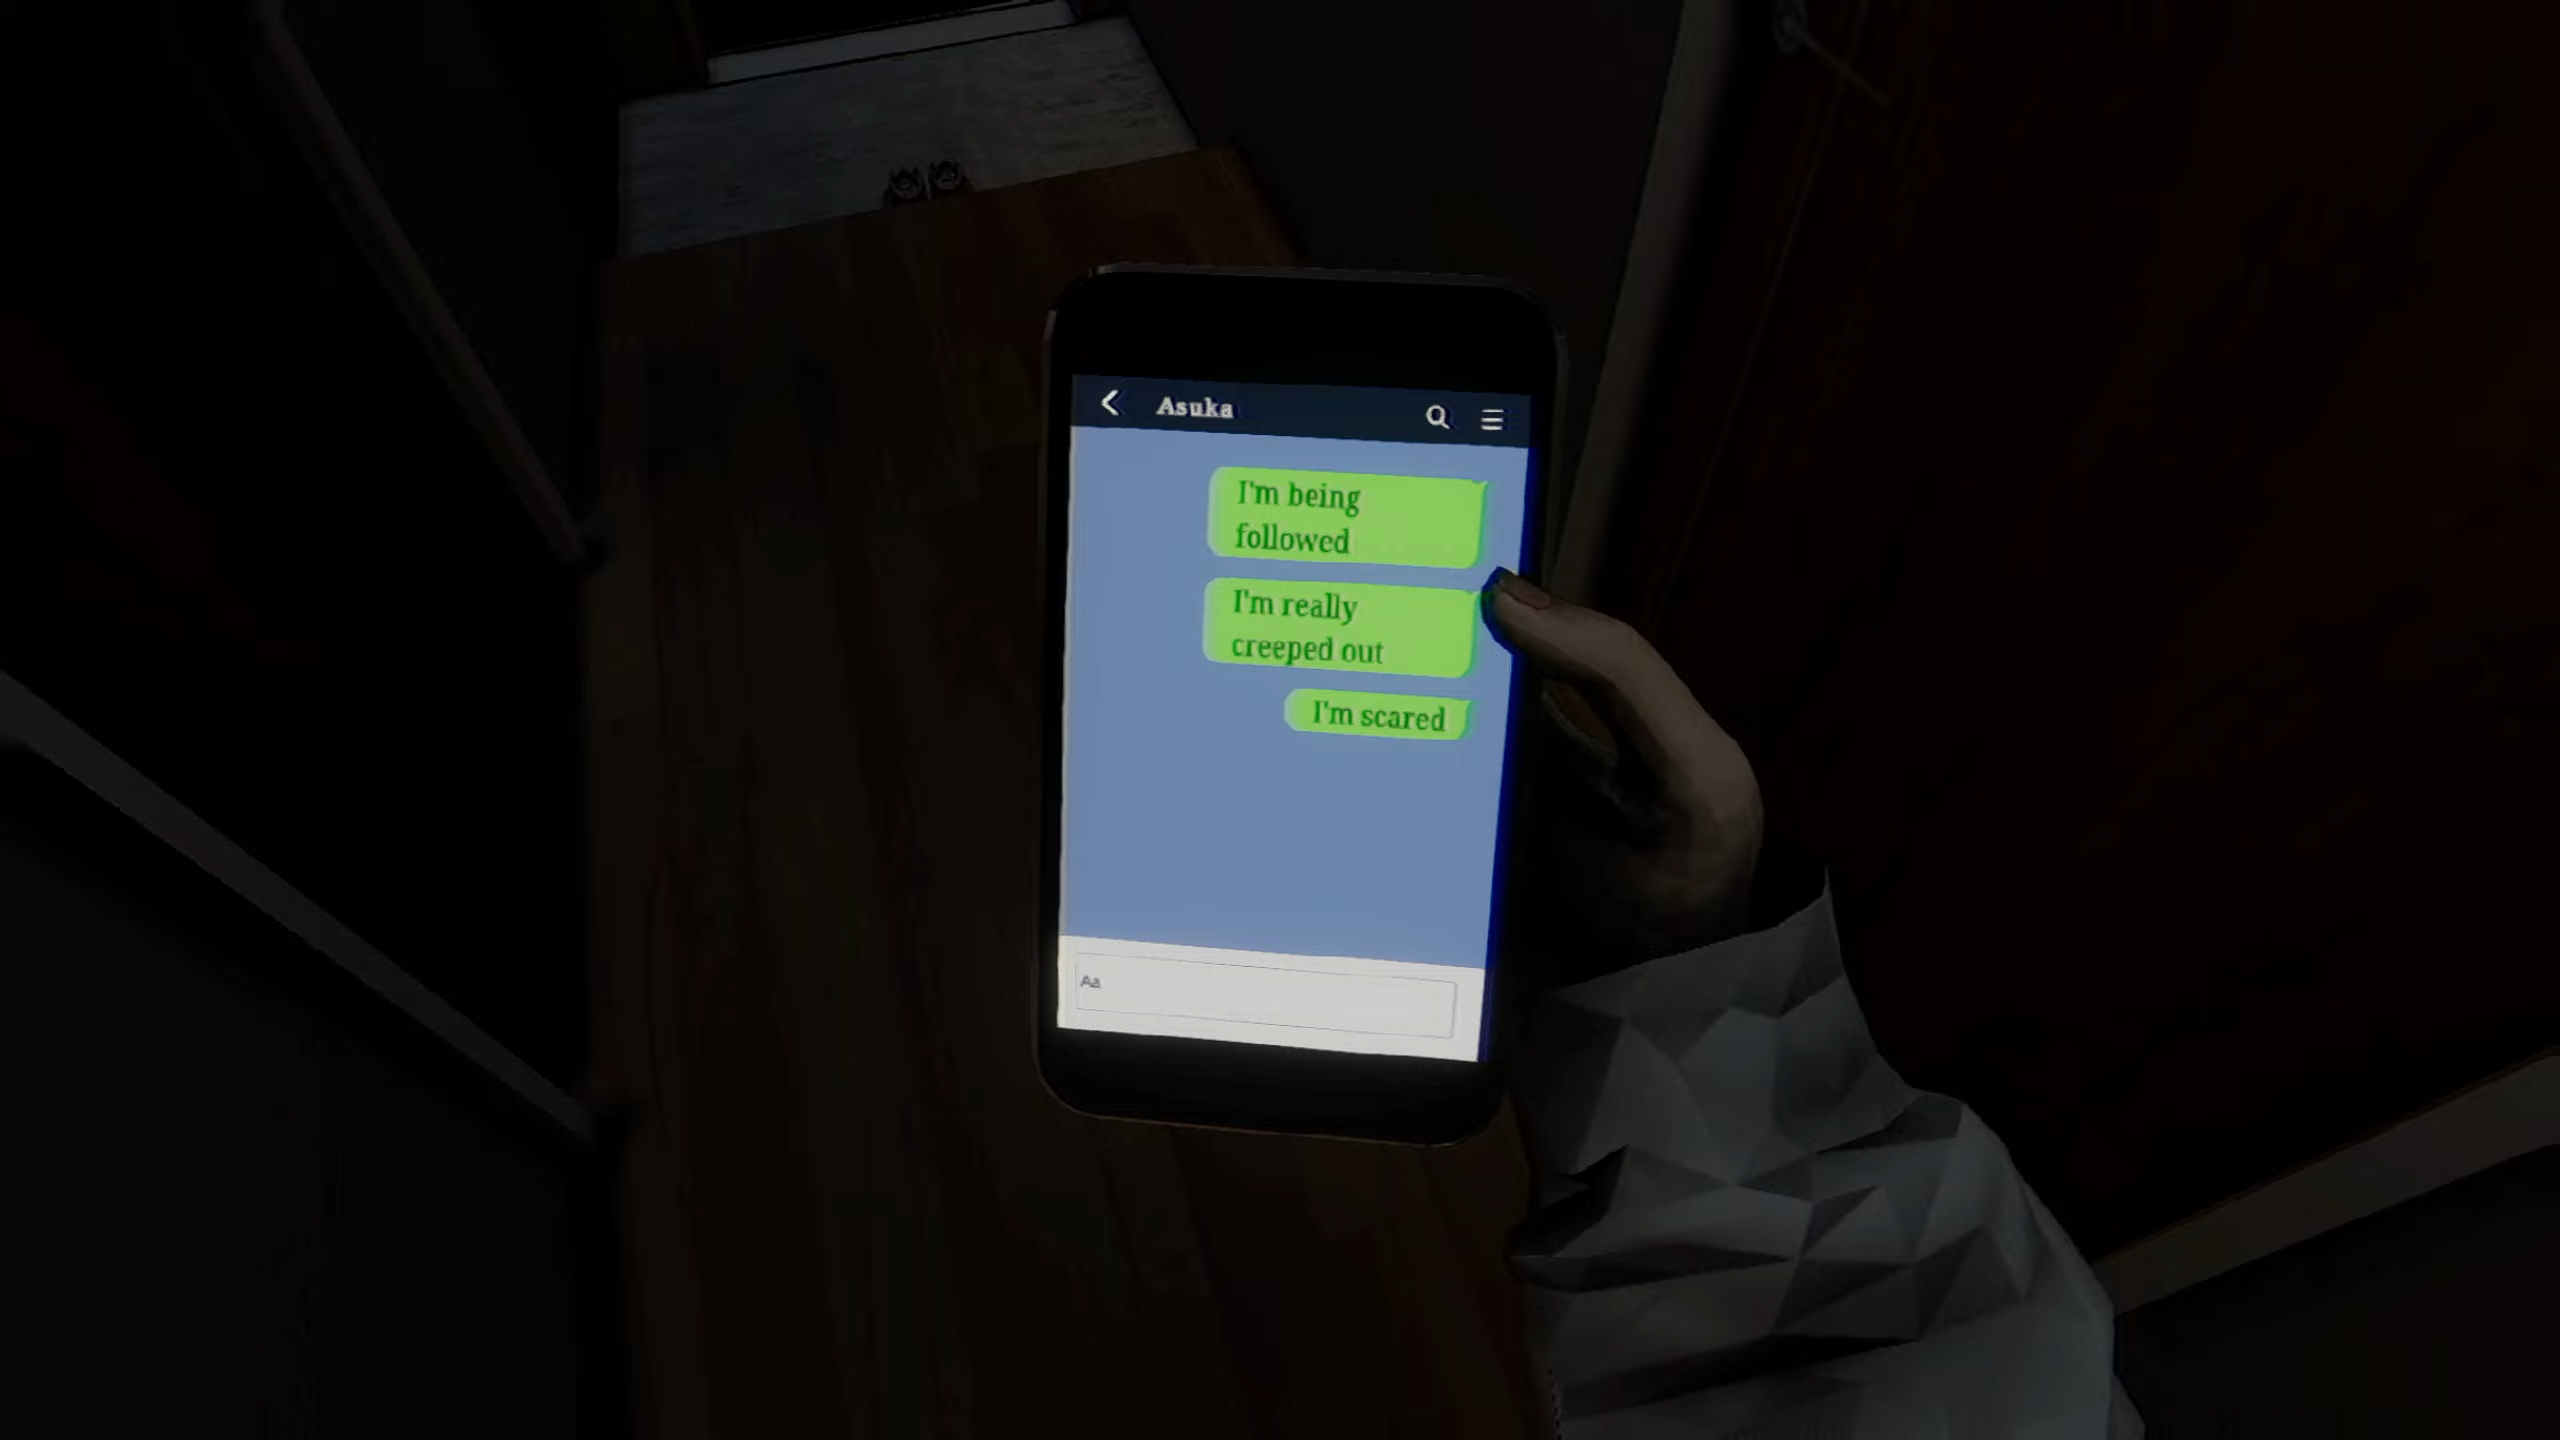 Asuka
I'm being
followed
I'm really
creeped out
I'm scared
Aa